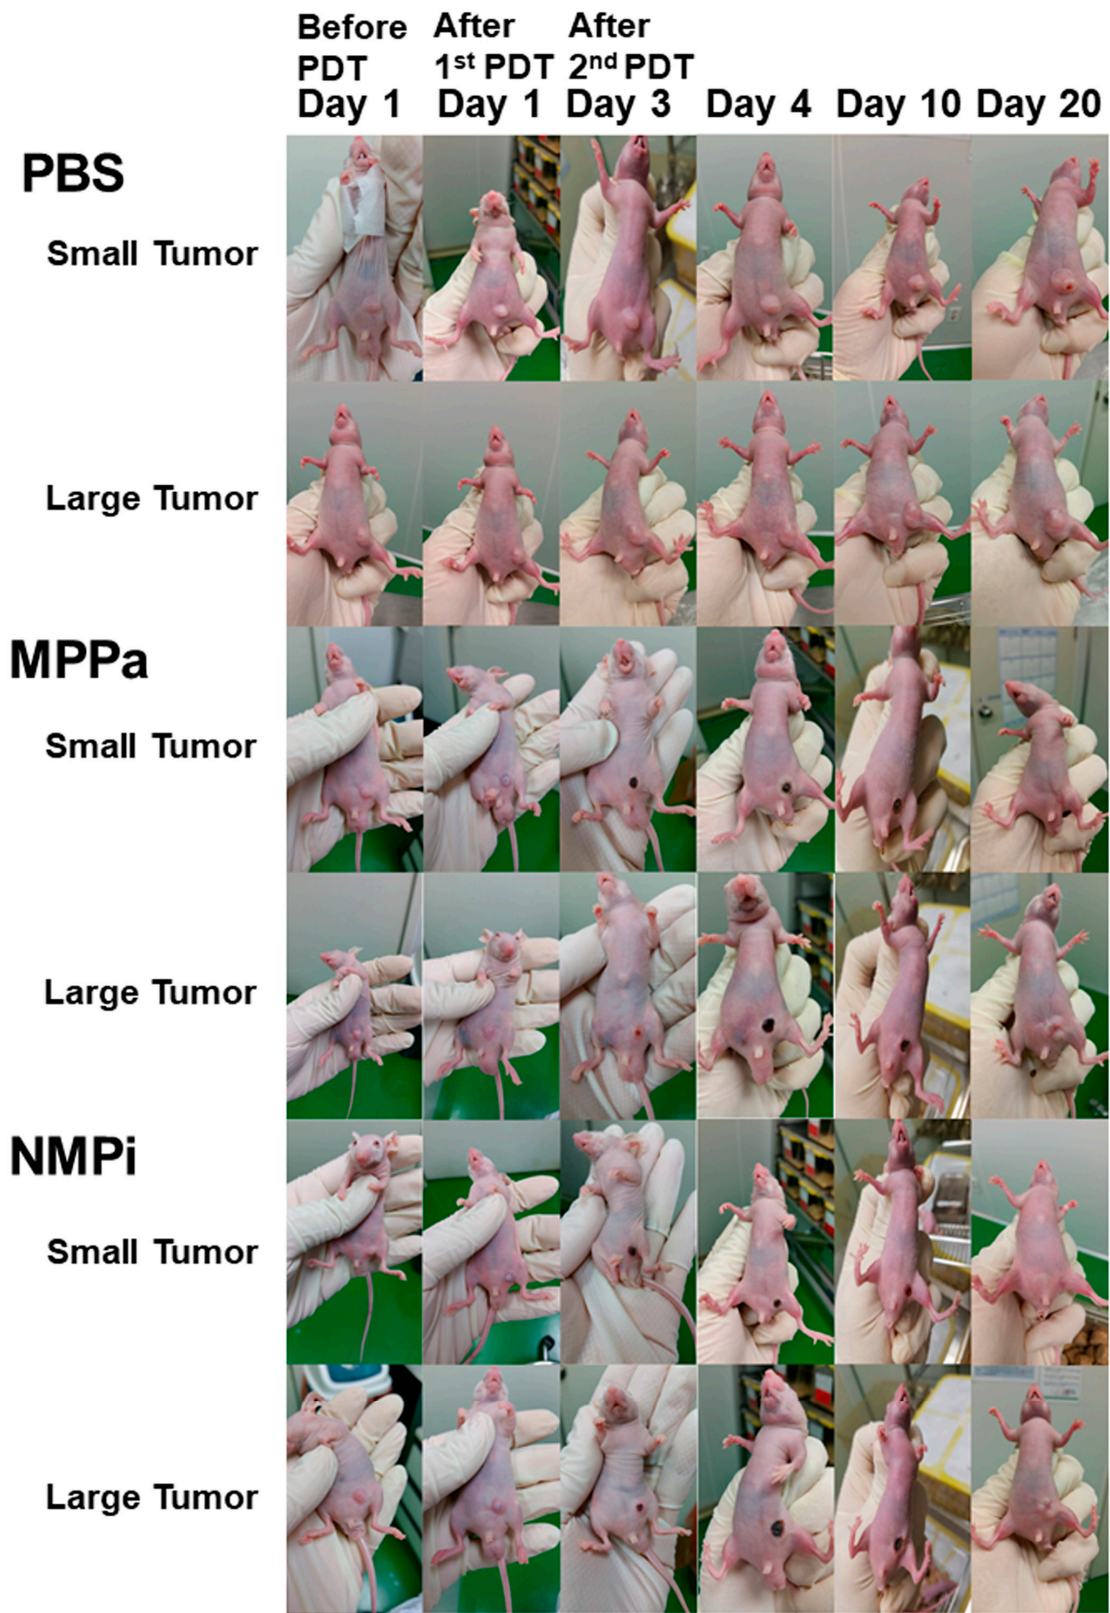 Before PDT Day 1
After 1st PDT Day 1
After 2nd PDT Day 3
Day 4
Day 10
Day 20
PBS
Small Tumor
Large Tumor
MPPa
Small Tumor
Large Tumor
NMPi
Small Tumor
Large Tumor